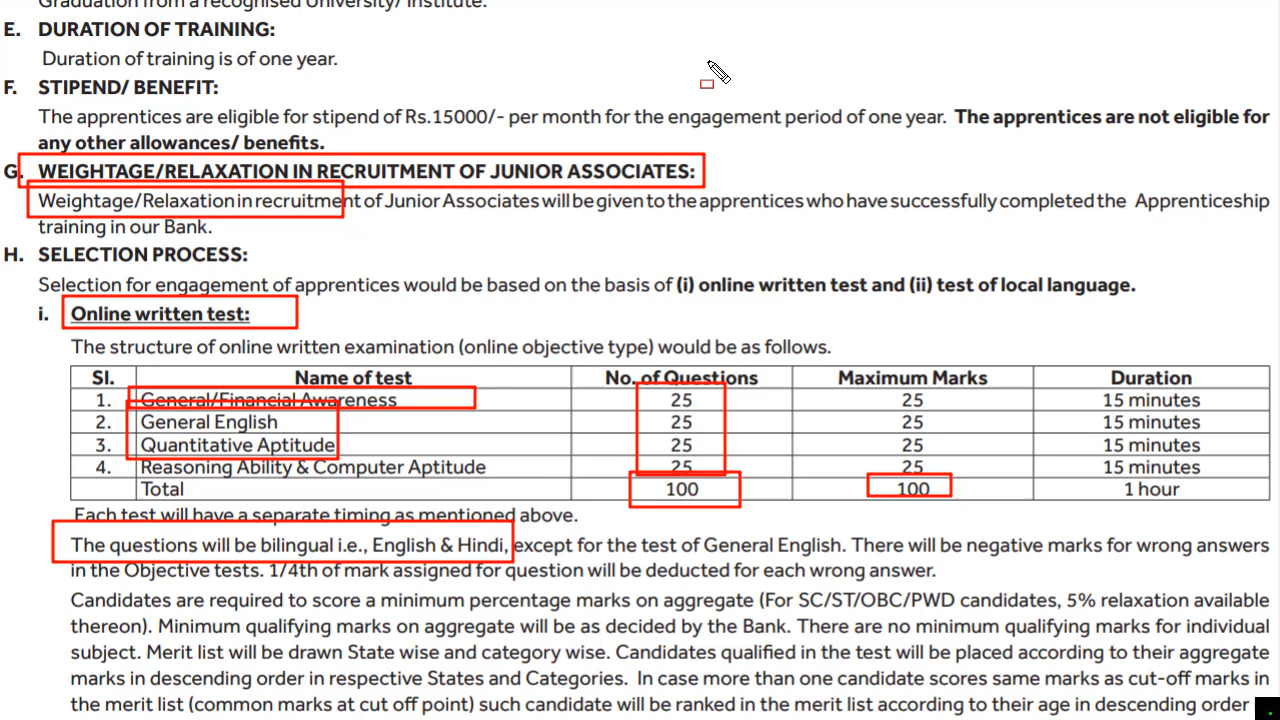 Graduation from a recognised University/ Institute.
E. DURATION OF TRAINING:
Duration of training is of one year.
F. STIPEND/ BENEFIT:
The apprentices are eligible for stipend of Rs.15000/- per month for the engagement period of one year. The apprentices are not eligible for
any other allowances/ benefits.
G. WEIGHTAGE/RELAXATION IN RECRUITMENT OF JUNIOR ASSOCIATES:
Weightage/Relaxation in recruitment of Junior Associates will be given to the apprentices who have successfully completed the Apprenticeship
training in our Bank.
H. SELECTION PROCESS:
Selection for engagement of apprentices would be based on the basis of (i) online written test and (ii) test of local language.
i. Online written test:
The structure of online written examination (online objective type) would be as follows.
Sl. Name of test No. of Questions Maximum Marks Duration
1. General/Financial Awareness 25 25 15 minutes
2. General English 25 25 15 minutes
3. Quantitative Aptitude 25 25 15 minutes
4. Reasoning Ability & Computer Aptitude 25 25 15 minutes
Total 100 100 1 hour
Each test will have a separate timing as mentioned above.
The questions will be bilingual i.e., English & Hindi, except for the test of General English. There will be negative marks for wrong answers
in the Objective tests. 1/4th of mark assigned for question will be deducted for each wrong answer.
Candidates are required to score a minimum percentage marks on aggregate (For SC/ST/OBC/PWD candidates, 5% relaxation available
thereon). Minimum qualifying marks on aggregate will be as decided by the Bank. There are no minimum qualifying marks for individual
subject. Merit list will be drawn State wise and category wise. Candidates qualified in the test will be placed according to their aggregate
marks in descending order in respective States and Categories. In case more than one candidate scores same marks as cut-off marks in
the merit list (common marks at cut off point) such candidate will be ranked in the merit list according to their age in descending order